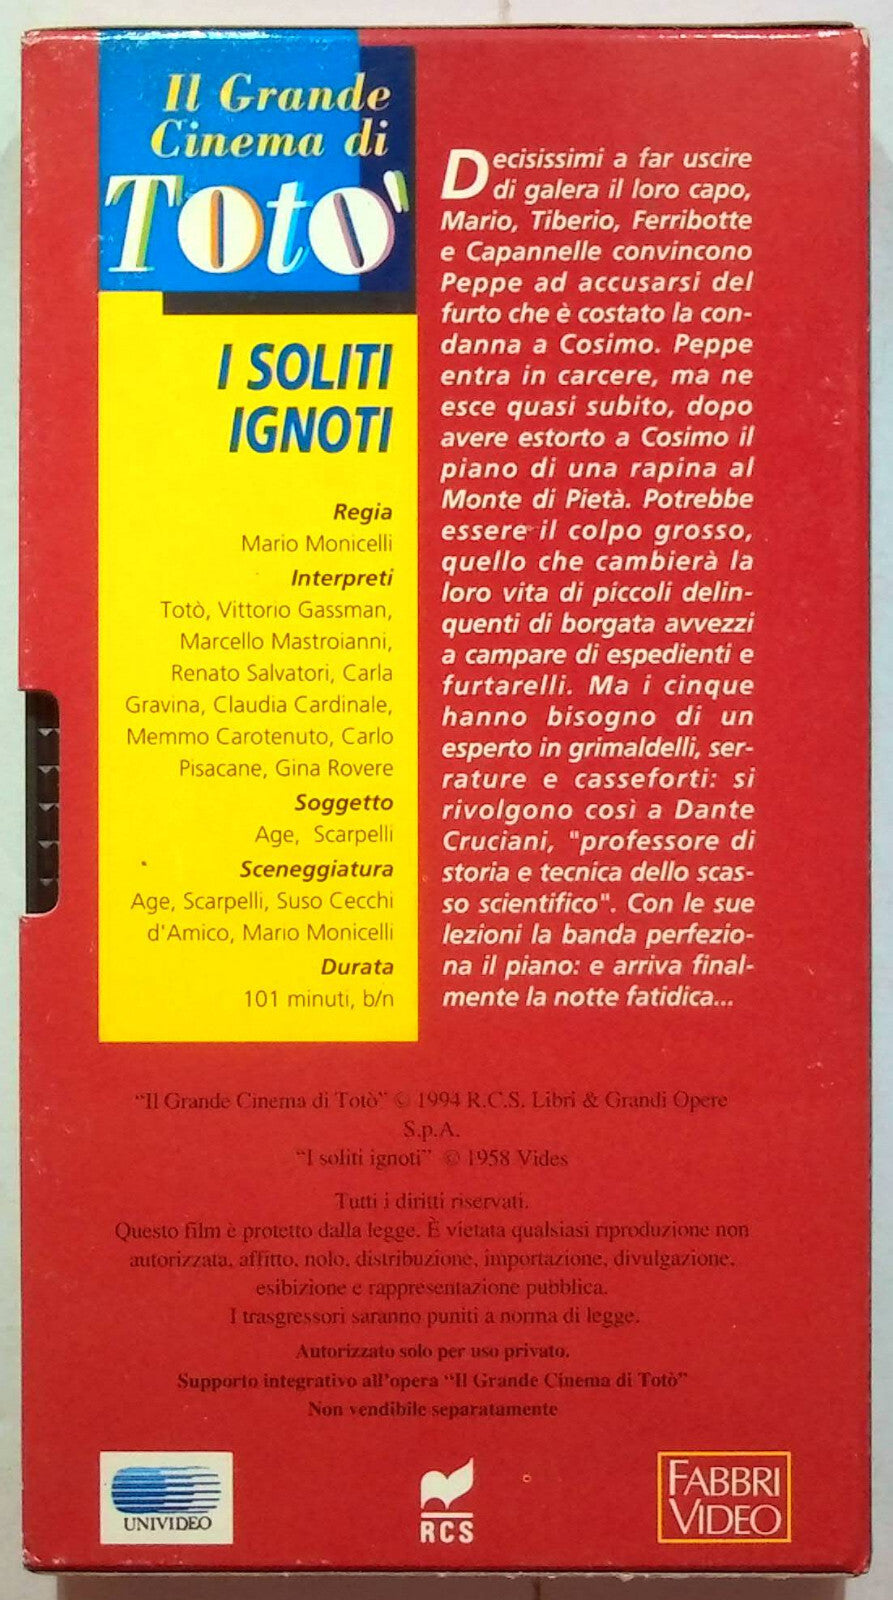 Il Grande
Cinema di
Totò
I SOLITI
IGNOTI
Regia
Mario Monicelli
Interpreti
Totò, Vittorio Gassman,
Marcello Mastroianni,
Renato Salvatori, Carla
Gravina, Claudia Cardinale,
Memmo Carotenuto, Carlo
Pisacane, Gina Rovere
Soggetto
Age, Scarpelli
Sceneggiatura
Age, Scarpelli, Suso Cecchi
d'Amico, Mario Monicelli
Durata
101 minuti, b/n
Decisissimi a far uscire
di galera il loro capo,
Mario, Tiberio, Ferribotte
e Capannelle convincono
Peppe ad accusarsi del
furto che è costato la con-
danna a Cosimo. Peppe
entra in carcere, ma ne
esce quasi subito, dopo
avere estorto a Cosimo il
piano di una rapina al
Monte di Pietà. Potrebbe
essere il colpo grosso,
quello che cambierà la
loro vita di piccoli delin-
quenti di borgata avvezzi
a campare di espedienti e
furtarelli. Ma i cinque
hanno bisogno di un
esperto in grimaldelli, ser-
rature e casseforti: si
rivolgono così a Dante
Cruciani, "professore di
storia e tecnica dello scas-
so scientifico". Con le sue
lezioni la banda perfezio-
na il piano: e arriva final-
mente la notte fatidica...
“Il Grande Cinema di Totò” © 1994 R.C.S. Libri & Grandi Opere
S.p.A.
“I soliti ignoti” © 1958 Vides
Tutti i diritti riservati.
Questo film è protetto dalla legge. È vietata qualsiasi riproduzione non
autorizzata, affitto, nolo, distribuzione, importazione, divulgazione,
esibizione e rappresentazione pubblica.
I trasgressori saranno puniti a norma di legge.
Autorizzato solo per uso privato.
Supporto integrativo all'opera “Il Grande Cinema di Totò”
Non vendibile separatamente
UNIVIDEO
RCS
FABBRI
VIDEO